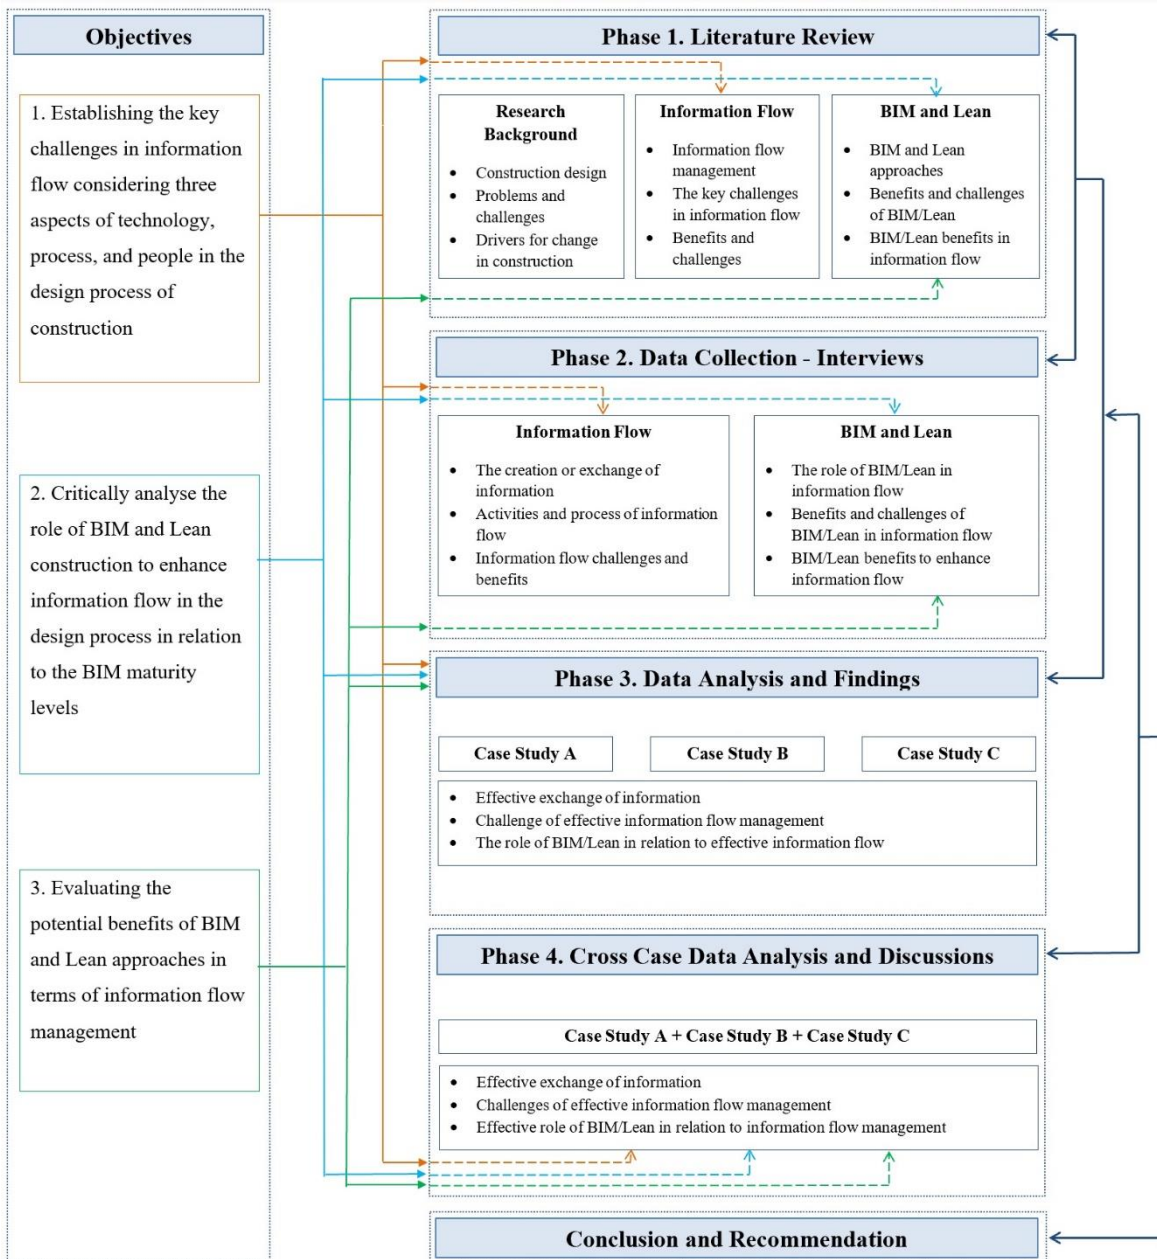 Objectives
1. Establishing the key
challenges in information
flow considering three
aspects of technology,
process, and people in the
design process of
construction
2. Critically analyse the
role of BIM and Lean
construction to enhance
information flow in the
design process in relation
to the BIM maturity
levels
3. Evaluating the
potential benefits of BIM
and Lean approaches in
terms of information flow
management
Phase 1. Literature Review
Research
Background
• Construction design
• Problems and
challenges
• Drivers for change
in construction
Information Flow
• Information flow
management
• The key challenges
in information flow
• Benefits and
challenges
BIM and Lean
• BIM and Lean
approaches
• Benefits and challenges
of BIM/Lean
• BIM/Lean benefits in
information flow
Phase 2. Data Collection - Interviews
Information Flow
• The creation or exchange of
information
• Activities and process of information
flow
• Information flow challenges and
benefits
BIM and Lean
• The role of BIM/Lean in
information flow
• Benefits and challenges of
BIM/Lean in information flow
• BIM/Lean benefits to enhance
information flow
Phase 3. Data Analysis and Findings
Case Study A
Case Study B
Case Study C
• Effective exchange of information
• Challenge of effective information flow management
• The role of BIM/Lean in relation to effective information flow
Phase 4. Cross Case Data Analysis and Discussions
Case Study A + Case Study B + Case Study C
• Effective exchange of information
• Challenges of effective information flow management
• Effective role of BIM/Lean in relation to information flow management
Conclusion and Recommendation